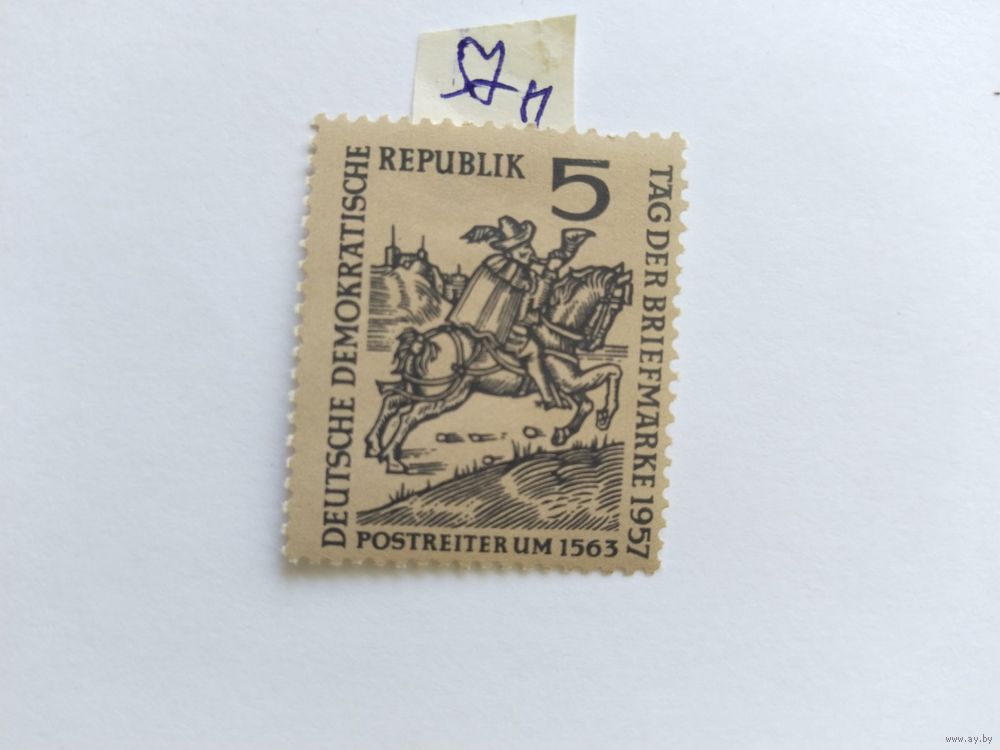 DEUTSCHE DEMOKRATISCHE
REPUBLIK
5
TAG DER BRIEFMARKE 1957
POSTREITER UM 1563
www.ay.by